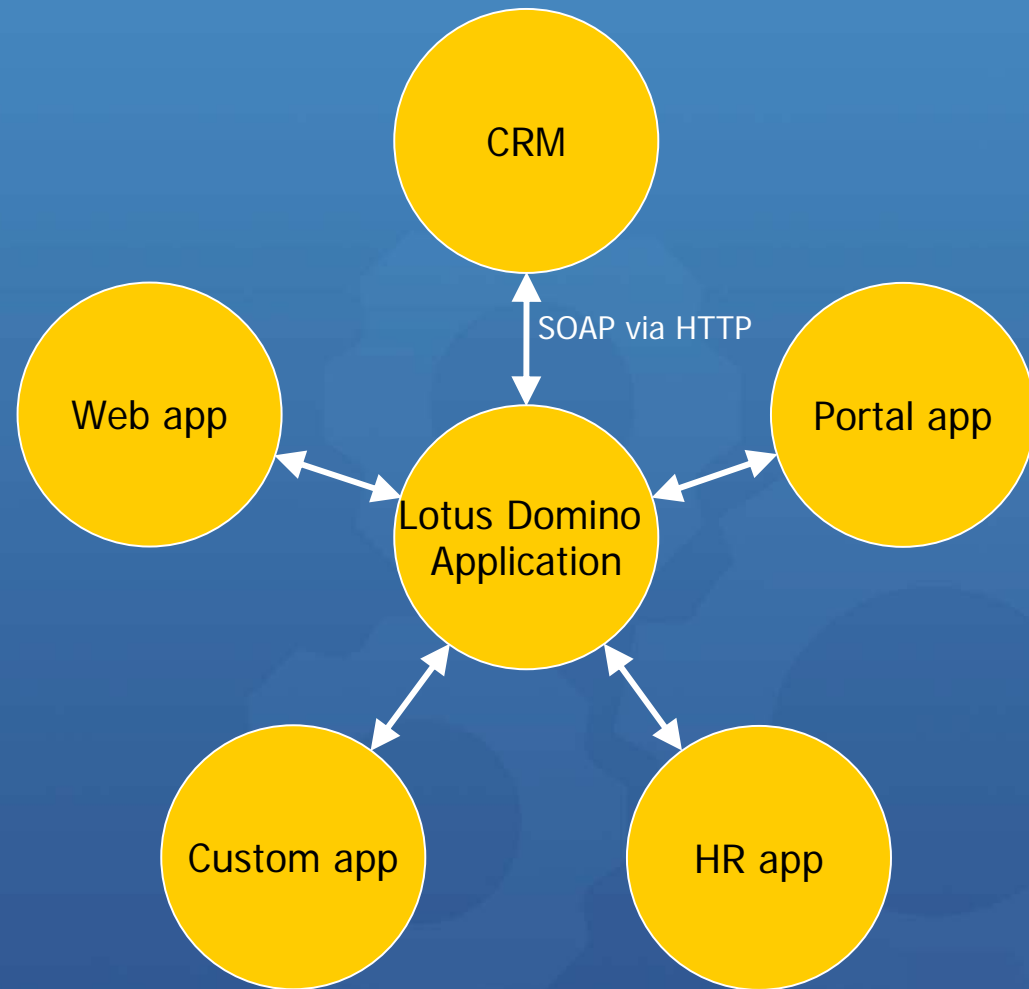 CRM
SOAP via HTTP
Web app
Portal app
Lotus Domino
Application
Custom app
HR app